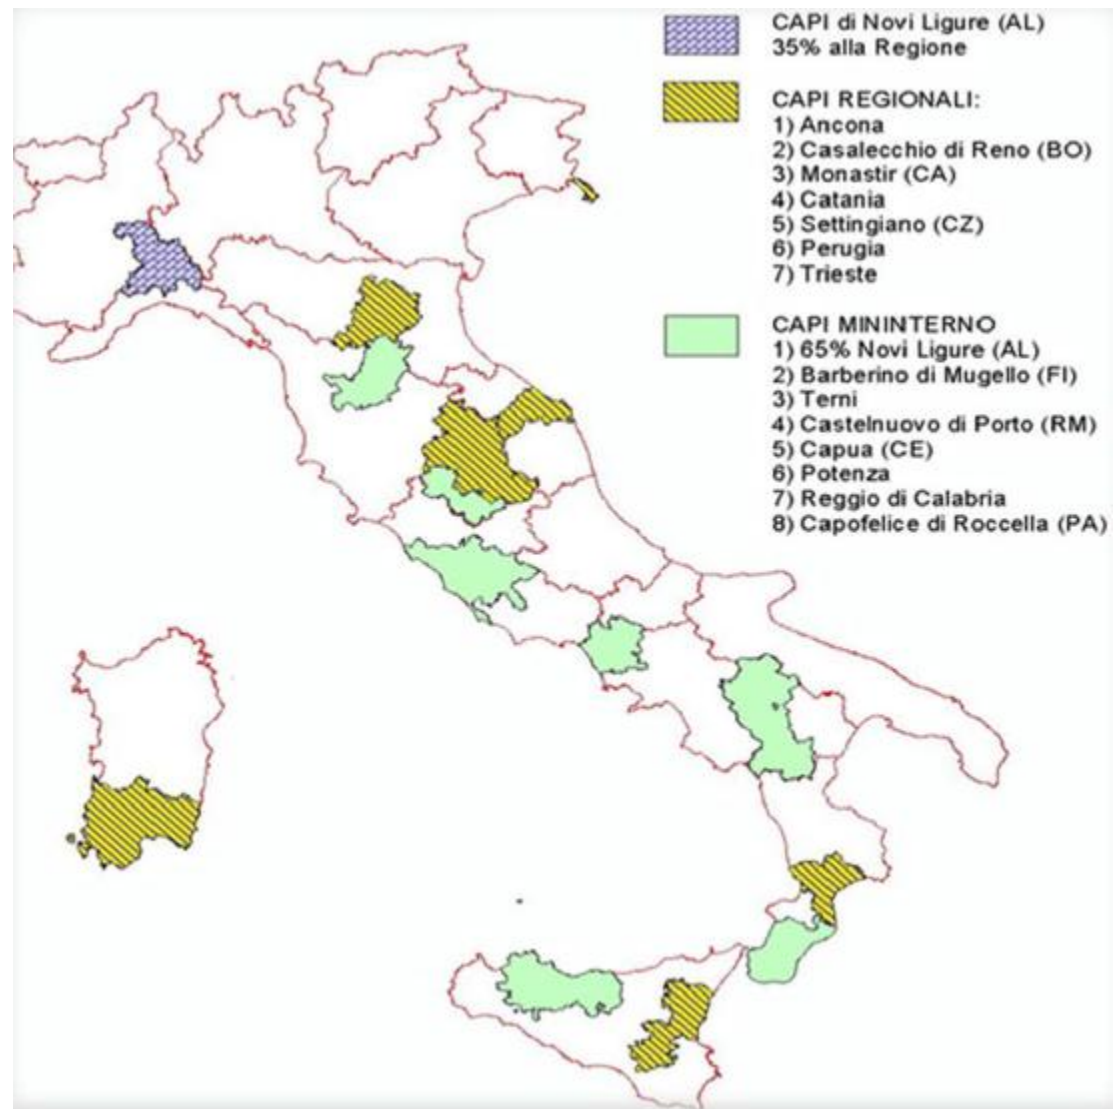 CAPI di Novi Ligure (AL)
35% alla Regione
CAPI REGIONALI:
1) Ancona
2) Casalecchio di Reno (BO)
3) Monastir (CA)
4) Catania
5) Settingiano (CZ)
6) Perugia
7) Trieste
CAPI MININTERNO
1) 65% Novi Ligure (AL)
2) Barberino di Mugello (FI)
3) Terni
4) Castelnuovo di Porto (RM)
5) Capua (CE)
6) Potenza
7) Reggio di Calabria
8) Capofelice di Roccella (PA)